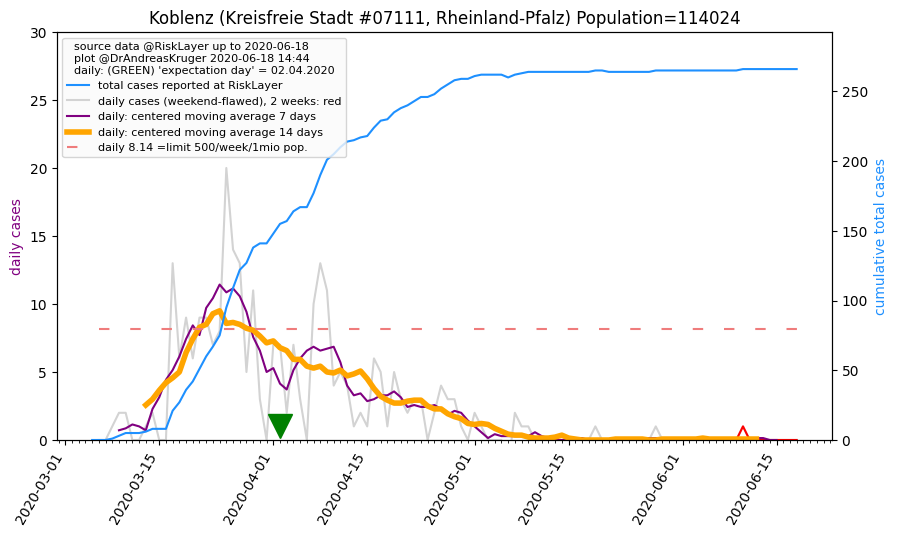 Koblenz (Kreisfreie Stadt #07111, Rheinland-Pfalz) Population=114024
source data @RiskLayer up to 2020-06-18
plot @DrAndreasKruger 2020-06-18 14:44
daily: (GREEN) 'expectation day' = 02.04.2020
total cases reported at RiskLayer
daily cases (weekend-flawed), 2 weeks: red
daily: centered moving average 7 days
daily: centered moving average 14 days
daily 8.14 =limit 500/week/1mio pop.
daily cases
30
25
20
15
10
5
0
cumulative total cases
250
200
150
100
50
0
2020-03-01
2020-03-15
2020-04-01
2020-04-15
2020-05-01
2020-05-15
2020-06-01
2020-06-15